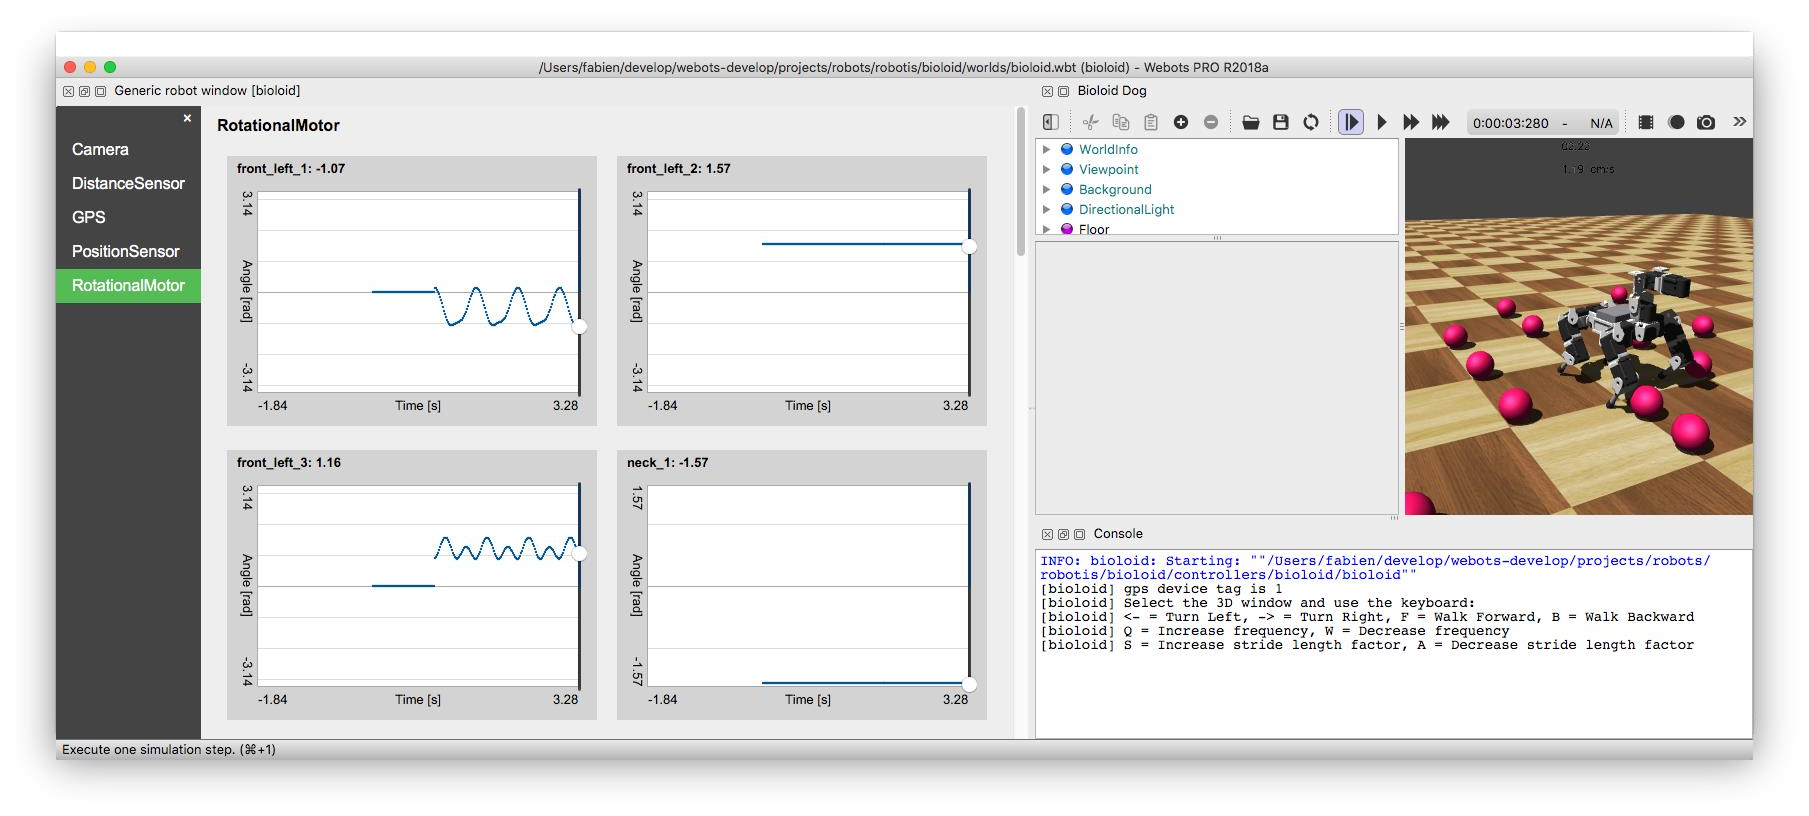 /Users/fabien/develop/webots-develop/projects/robots/robotis/bioloid/worlds/bioloid.wbt (bioloid) - Webots PRO R2018a
Generic robot window [bioloid]
×
Camera
DistanceSensor
GPS
PositionSensor
RotationalMotor
RotationalMotor
front_left_1: -1.07
3.14
Angle [rad]
-3.14
-1.84
Time [s]
3.28
front_left_2: 1.57
3.14
Angle [rad]
-3.14
-1.84
Time [s]
3.28
front_left_3: 1.16
3.14
Angle [rad]
-3.14
-1.84
Time [s]
3.28
neck_1: -1.57
1.57
Angle [rad]
-1.57
-1.84
Time [s]
3.28
Bioloid Dog
0:00:03:280 - N/A
WorldInfo
Viewpoint
Background
DirectionalLight
Floor
1.19 cm/s
Console
INFO: bioloid: Starting: ""/Users/fabien/develop/webots-develop/projects/robots/
robotis/bioloid/controllers/bioloid/bioloid""
[bioloid] gps device tag is 1
[bioloid] Select the 3D window and use the keyboard:
[bioloid] <- = Turn Left, -> = Turn Right, F = Walk Forward, B = Walk Backward
[bioloid] Q = Increase frequency, W = Decrease frequency
[bioloid] S = Increase stride length factor, A = Decrease stride length factor
Execute one simulation step. (⌘+1)